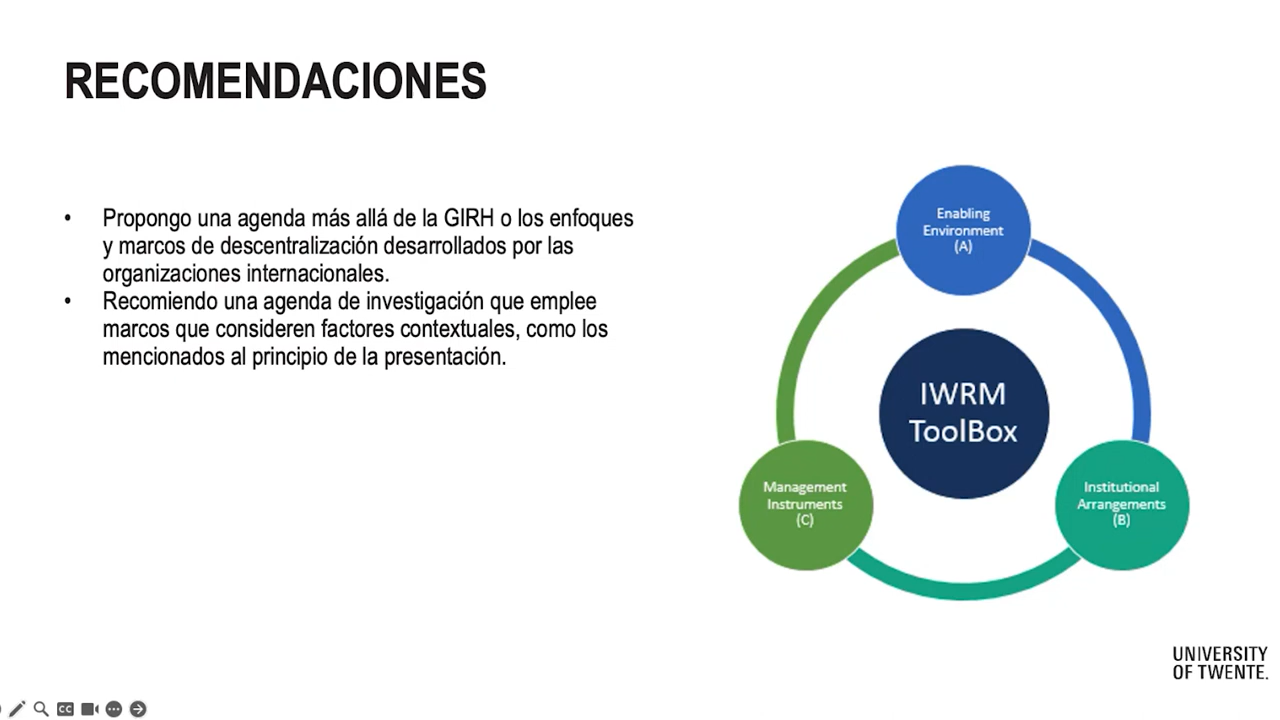 RECOMENDACIONES
• Propongo una agenda más allá de la GIRH o los enfoques
y marcos de descentralización desarrollados por las
organizaciones internacionales.
• Recomiendo una agenda de investigación que emplee
marcos que consideren factores contextuales, como los
mencionados al principio de la presentación.
Enabling
Environment
(A)
IWRM
ToolBox
Management
Instruments
(C)
Institutional
Arrangements
(B)
UNIVERSITY
OF TWENTE.
CC